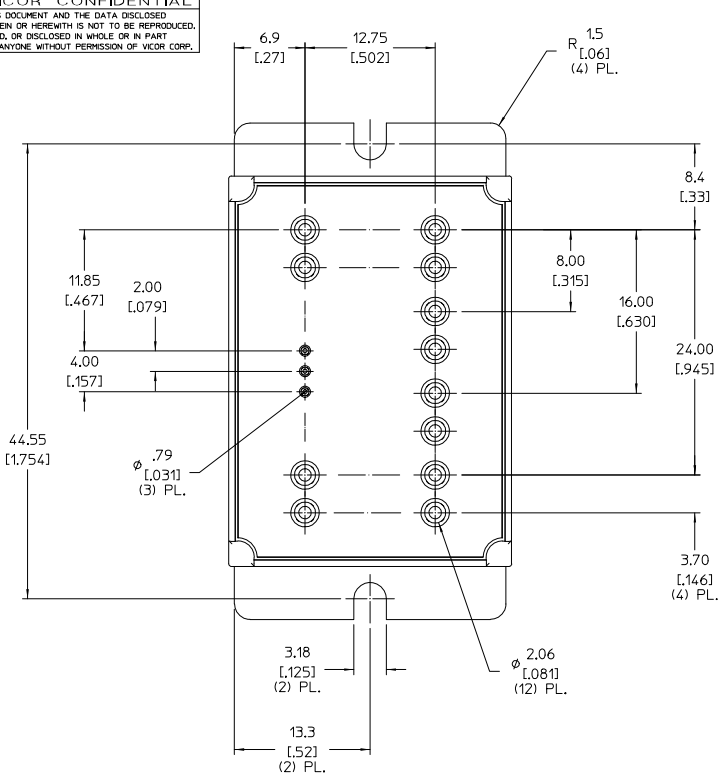 VICOR CONFIDENTIAL
DOCUMENT AND THE DATA DISCLOSED
OR HEREWITH IS NOT TO BE REPRODUCED,
OR DISCLOSED IN WHOLE OR IN PART
ANYONE WITHOUT PERMISSION OF VICOR CORP.
6.9
[.27]
12.75
[.502]
R 1.5
[.06]
(4) PL.
8.4
[.33]
11.85
[.467]
2.00
[.079]
8.00
[.315]
16.00
[.630]
4.00
[.157]
24.00
[.945]
44.55
[1.754]
⌀ .79
[.031]
(3) PL.
3.70
[.146]
(4) PL.
3.18
[.125]
(2) PL.
⌀ 2.06
[.081]
(12) PL.
13.3
[.52]
(2) PL.